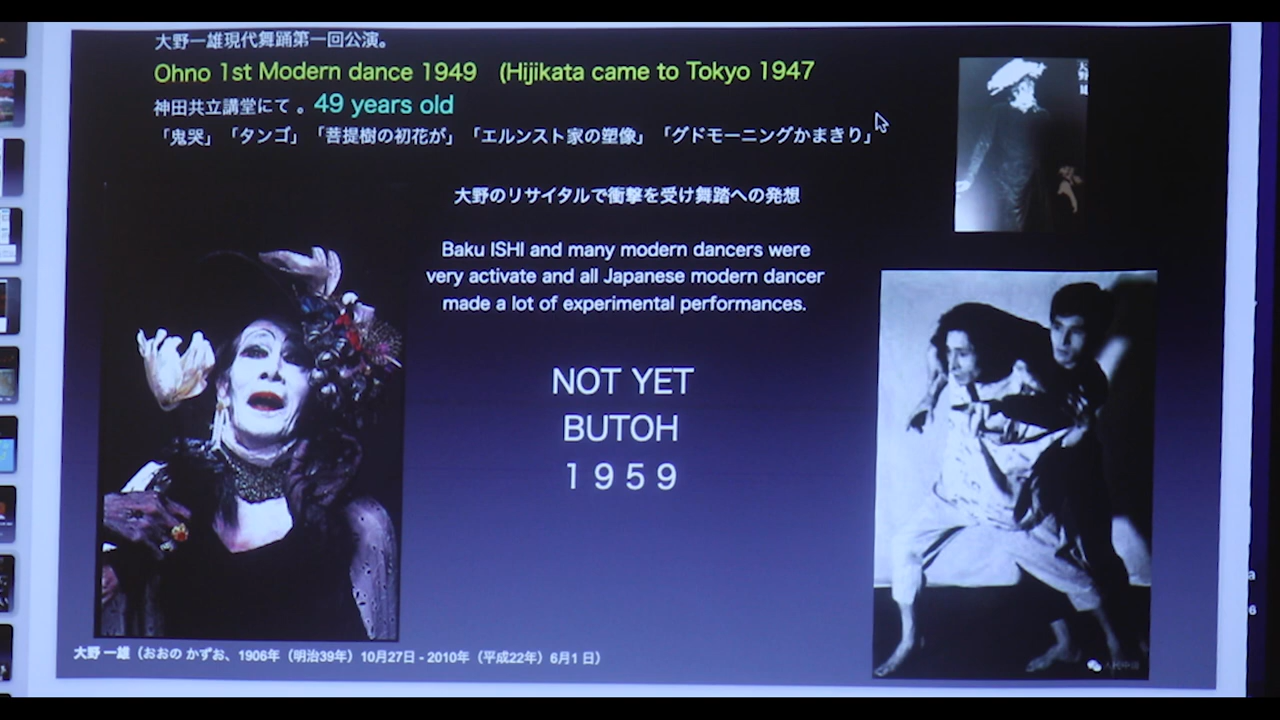 大野一雄現代舞踊第一回公演。
Ohno 1st Modern dance 1949 (Hijikata came to Tokyo 1947
神田共立講堂にて 。49 years old
「鬼哭」「タンゴ」「菩提樹の初花が」「エルンスト家の塑像」「グドモーニングかまきり」
大野のリサイタルで衝撃を受け舞踏への発想
Baku ISHI and many modern dancers were
very activate and all Japanese modern dancer
made a lot of experimental performances.
NOT YET
BUTOH
1959
大野 一雄（おおの かずお、1906年（明治39年）10月27日 - 2010年（平成22年）6月1 日）